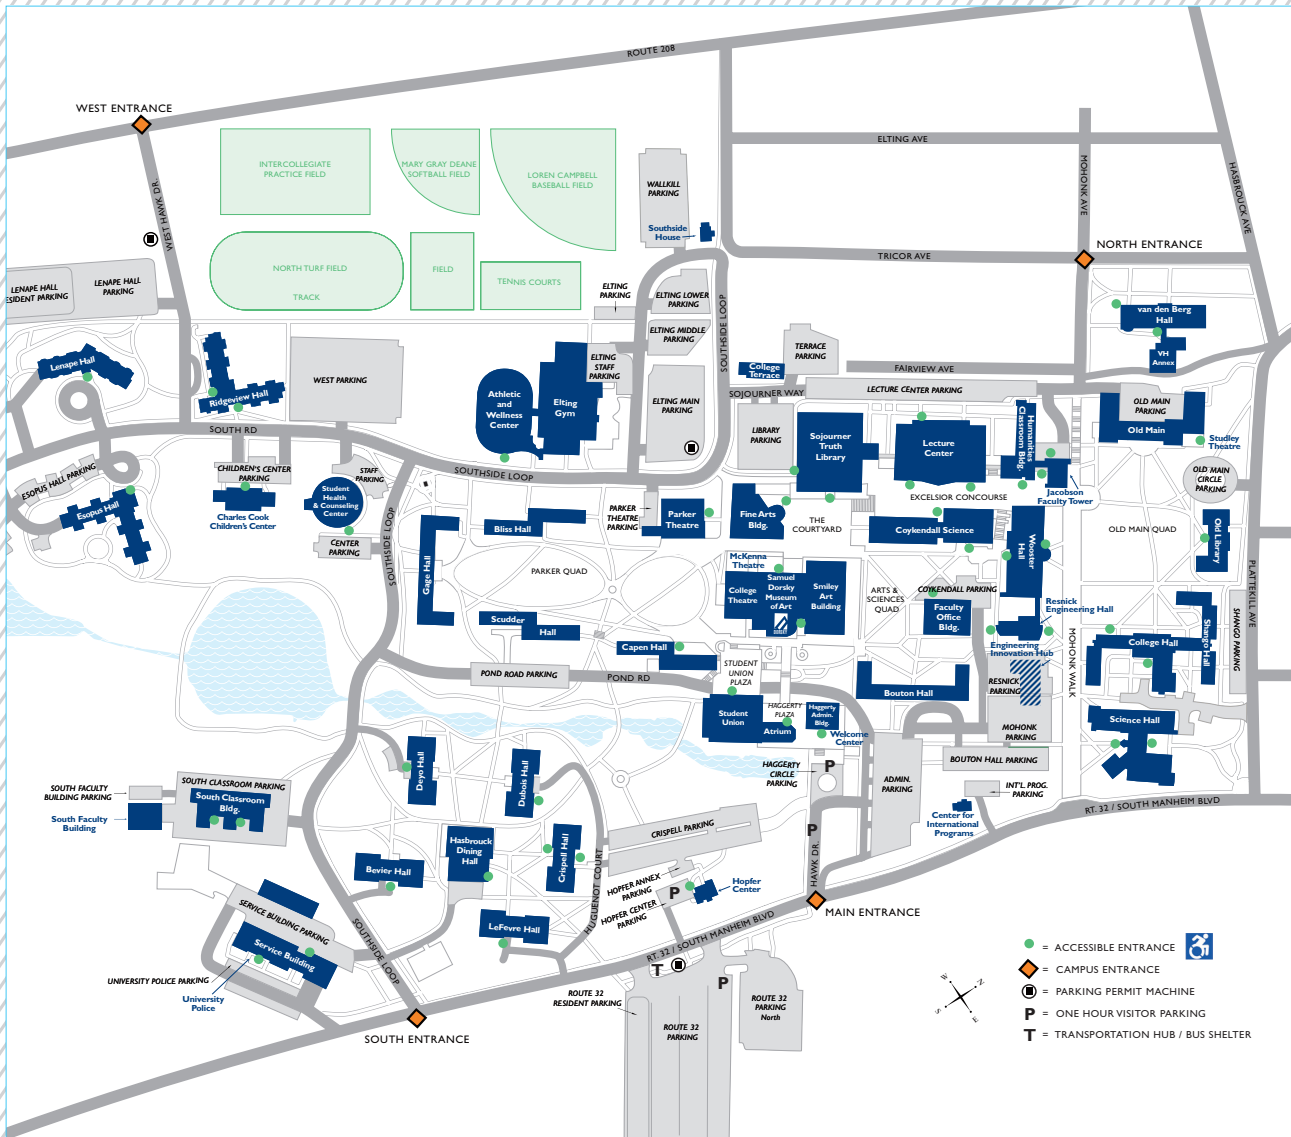 ROUTE 208
WEST ENTRANCE
WEST HAWK DR.
INTERCOLLEGIATE
PRACTICE FIELD
MARY GRAY DEANE
SOFTBALL FIELD
LOREN CAMPBELL
BASEBALL FIELD
WALLKILL
PARKING
Southside
House
ELTING AVE
MOHONK AVE
HASBROUCK AVE
NORTH ENTRANCE
TRICOR AVE
NORTH TURF FIELD
TRACK
FIELD
TENNIS COURTS
LENAPE HALL
ESIDENT PARKING
LENAPE HALL
PARKING
ELTING
PARKING
ELTING LOWER
PARKING
ELTING MIDDLE
PARKING
SOUTHSIDE LOOP
van den Berg
Hall
VH
Annex
TERRACE
PARKING
College
Terrace
FAIRVIEW AVE
Lenape Hall
Ridgeview Hall
WEST PARKING
Athletic
and
Wellness
Center
Elting
Gym
ELTING
STAFF
PARKING
ELTING MAIN
PARKING
SOJOURNER WAY
LECTURE CENTER PARKING
LIBRARY
PARKING
Sojourner
Truth
Library
Lecture
Center
Humanities
Classroom Bldg.
OLD MAIN
PARKING
Old Main
Studley
Theatre
OLD MAIN
CIRCLE
PARKING
Jacobson
Faculty Tower
SOUTH RD
SOUTHSIDE LOOP
ESOPUS HALL PARKING
Esopus Hall
CHILDREN'S CENTER
PARKING
Charles Cook
Children's Center
STAFF
PARKING
Student
Health
& Counseling
Center
CENTER
PARKING
SOUTHSIDE LOOP
Gage Hall
Bliss Hall
PARKER
THEATRE
PARKING
Parker
Theatre
Fine Arts
Bldg.
THE
COURTYARD
EXCELSIOR CONCOURSE
Coykendall Science
Wooster
Hall
OLD MAIN QUAD
Old Library
PLATTEKILL AVE
PARKER QUAD
McKenna
Theatre
College
Theatre
Samuel
Dorsky
Museum
of Art
DORSKY
Smiley
Art
Building
ARTS &
SCIENCES
QUAD
COYKENDALL PARKING
Faculty
Office
Bldg.
Resnick
Engineering Hall
Engineering
Innovation Hub
RESNICK
PARKING
MOHONK WALK
College Hall
Shango Hall
SHANGO PARKING
Scudder
Hall
Capen Hall
POND ROAD PARKING
POND RD
STUDENT
UNION
PLAZA
Student
Union
HAGGERTY
PLAZA
Atrium
Haggerty
Admin.
Bldg.
Welcome
Center
Bouton Hall
MOHONK
PARKING
Science Hall
BOUTON HALL PARKING
HAGGERTY
CIRCLE
PARKING
P
ADMIN.
PARKING
INT'L. PROG.
PARKING
Center for
International
Programs
RT. 32 / SOUTH MANHEIM BLVD
Deyo Hall
Dubois Hall
SOUTH FACULTY
BUILDING PARKING
South Faculty
Building
SOUTH CLASSROOM PARKING
South Classroom
Bldg.
Hasbrouck
Dining
Hall
Crispell Hall
CRISPELL PARKING
P
HAWK DR.
Bevier Hall
HUGUENOT COURT
HOPFER ANNEX
PARKING
HOPFER CENTER
PARKING
P
Hopfer
Center
MAIN ENTRANCE
LeFevre Hall
RT. 32 / SOUTH MANHEIM BLVD
SERVICE BUILDING PARKING
Service Building
UNIVERSITY POLICE PARKING
University
Police
SOUTHSIDE LOOP
SOUTH ENTRANCE
T
P
ROUTE 32
RESIDENT PARKING
ROUTE 32
PARKING
ROUTE 32
PARKING
North
W
N
S
E
= ACCESSIBLE ENTRANCE
= CAMPUS ENTRANCE
= PARKING PERMIT MACHINE
P = ONE HOUR VISITOR PARKING
T = TRANSPORTATION HUB / BUS SHELTER